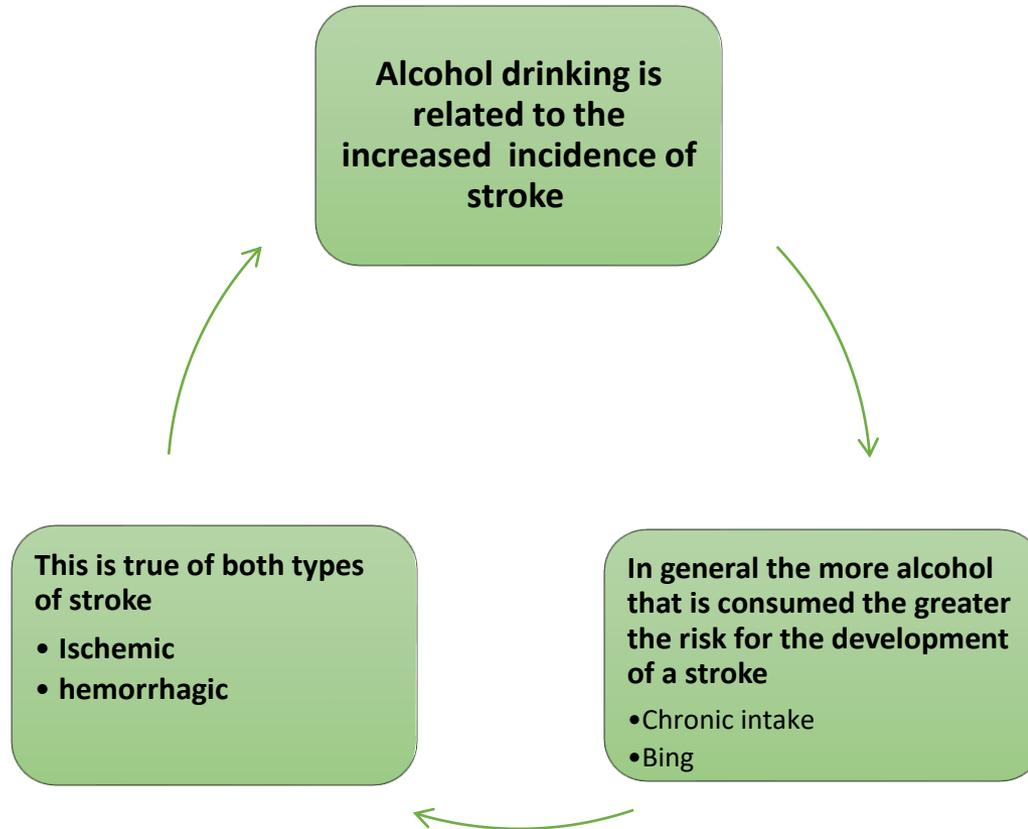 Alcohol drinking is
related to the
increased  incidence of
stroke
In general the more alcohol
that is consumed the greater
the risk for the development
of a stroke
•Chronic intake
•Bing
This is true of both types
of stroke
• Ischemic
• hemorrhagic